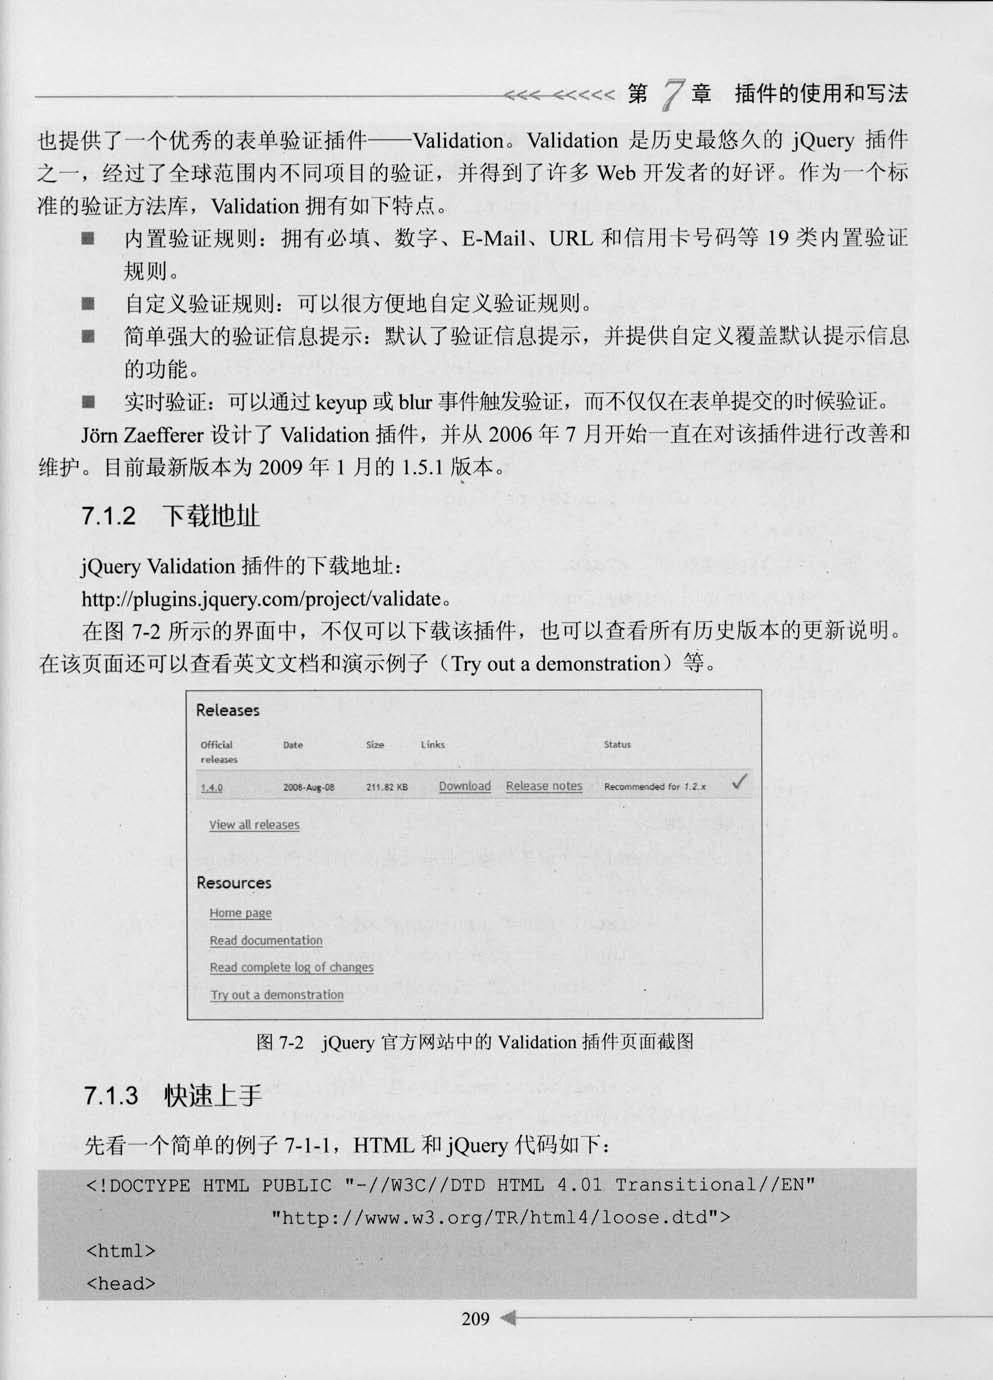 <<< <<<<< 第7章 插件的使用和写法
也提供了一个优秀的表单验证插件——Validation。Validation 是历史最悠久的 jQuery 插件
之一，经过了全球范围内不同项目的验证，并得到了许多 Web 开发者的好评。作为一个标
准的验证方法库，Validation 拥有如下特点。
■ 内置验证规则：拥有必填、数字、E-Mail、URL 和信用卡号码等 19 类内置验证
规则。
■ 自定义验证规则：可以很方便地自定义验证规则。
■ 简单强大的验证信息提示：默认了验证信息提示，并提供自定义覆盖默认提示信息
的功能。
■ 实时验证：可以通过 keyup 或 blur 事件触发验证，而不仅仅在表单提交的时候验证。
Jörn Zaefferer 设计了 Validation 插件，并从 2006 年 7 月开始一直在对该插件进行改善和
维护。目前最新版本为 2009 年 1 月的 1.5.1 版本。
7.1.2 下载地址
jQuery Validation 插件的下载地址：
http://plugins.jquery.com/project/validate。
在图 7-2 所示的界面中，不仅可以下载该插件，也可以查看所有历史版本的更新说明。
在该页面还可以查看英文文档和演示例子（Try out a demonstration）等。
Releases
Official releases Date Size Links Status
1.4.0 2008-Aug-08 211.82 KB Download Release notes Recommended for 1.2.x ✓
View all releases
Resources
Home page
Read documentation
Read complete log of changes
Try out a demonstration
图 7-2 jQuery 官方网站中的 Validation 插件页面截图
7.1.3 快速上手
先看一个简单的例子 7-1-1，HTML 和 jQuery 代码如下：
<!DOCTYPE HTML PUBLIC "-//W3C//DTD HTML 4.01 Transitional//EN"
"http://www.w3.org/TR/html4/loose.dtd">
<html>
<head>
209